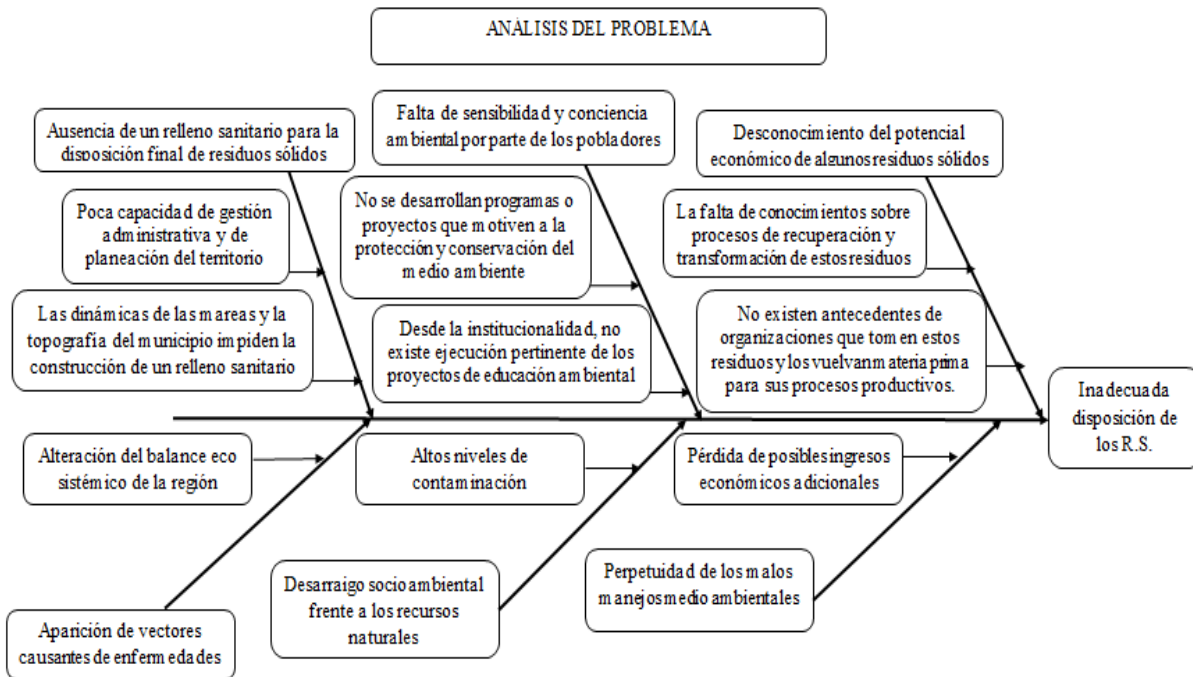 ANÁLISIS DEL PROBLEMA
Ausencia de un relleno sanitario para la
disposición final de residuos sólidos
Falta de sensibilidad y conciencia
ambiental por parte de los pobladores
Desconocimiento del potencial
económico de algunos residuos sólidos
Poca capacidad de gestión
administrativa y de
planeación del territorio
No se desarrollan programas o
proyectos que motiven a la
protección y conservación del
medio ambiente
La falta de conocimientos sobre
procesos de recuperación y
transformación de estos residuos
Las dinámicas de las mareas y la
topografía del municipio impiden la
construcción de un relleno sanitario
Desde la institucionalidad, no
existe ejecución pertinente de los
proyectos de educación ambiental
No existen antecedentes de
organizaciones que tomen estos
residuos y los vuelvan materia prima
para sus procesos productivos.
Inadecuada
disposición de
los R.S.
Alteración del balance eco
sistémico de la región
Altos niveles de
contaminación
Pérdida de posibles ingresos
económicos adicionales
Aparición de vectores
causantes de enfermedades
Desarraigo socio ambiental
frente a los recursos
naturales
Perpetuidad de los malos
manejos medio ambientales